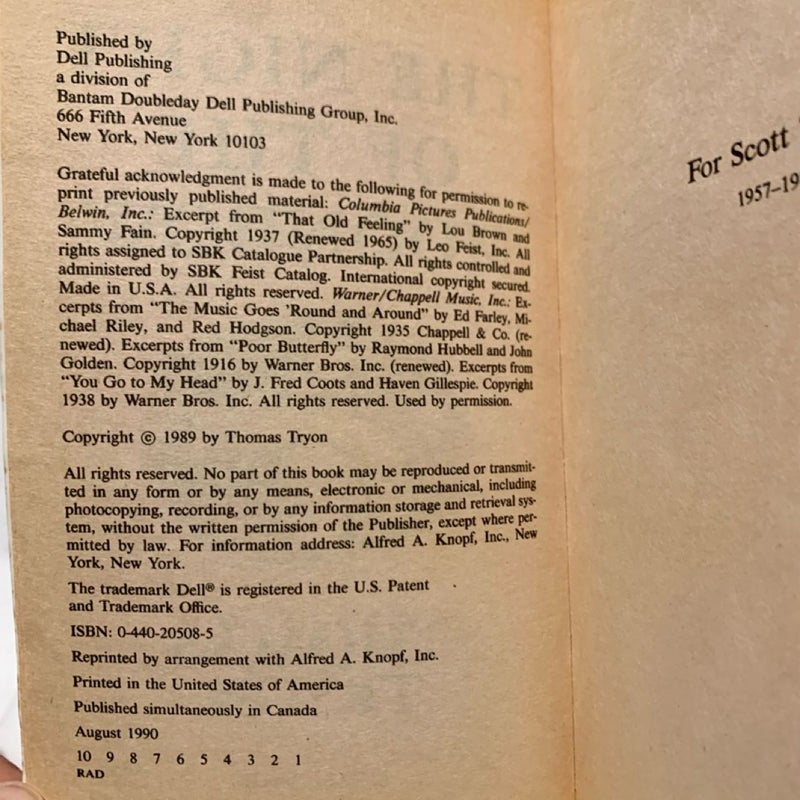 Published by
Dell Publishing
a division of
Bantam Doubleday Dell Publishing Group, Inc.
666 Fifth Avenue
New York, New York 10103
Grateful acknowledgment is made to the following for permission to re-
print previously published material: Columbia Pictures Publications/
Belwin, Inc.: Excerpt from “That Old Feeling” by Lou Brown and
Sammy Fain. Copyright 1937 (Renewed 1965) by Leo Feist, Inc. All
rights assigned to SBK Catalogue Partnership. All rights controlled and
administered by SBK Feist Catalog. International copyright secured.
Made in U.S.A. All rights reserved. Warner/Chappell Music, Inc.: Ex-
cerpts from “The Music Goes 'Round and Around” by Ed Farley, Mi-
chael Riley, and Red Hodgson. Copyright 1935 Chappell & Co. (re-
newed). Excerpts from “Poor Butterfly” by Raymond Hubbell and John
Golden. Copyright 1916 by Warner Bros. Inc. (renewed). Excerpts from
“You Go to My Head” by J. Fred Coots and Haven Gillespie. Copyright
1938 by Warner Bros. Inc. All rights reserved. Used by permission.
Copyright © 1989 by Thomas Tryon
All rights reserved. No part of this book may be reproduced or transmit-
ted in any form or by any means, electronic or mechanical, including
photocopying, recording, or by any information storage and retrieval sys-
tem, without the written permission of the Publisher, except where per-
mitted by law. For information address: Alfred A. Knopf, Inc., New
York, New York.
The trademark Dell® is registered in the U.S. Patent
and Trademark Office.
ISBN: 0-440-20508-5
Reprinted by arrangement with Alfred A. Knopf, Inc.
Printed in the United States of America
Published simultaneously in Canada
August 1990
10 9 8 7 6 5 4 3 2 1
RAD
For Scott
1957–19